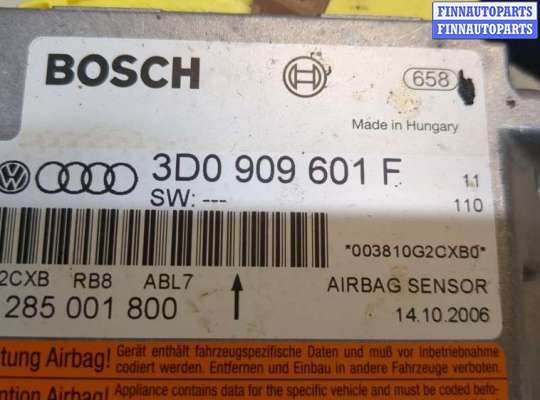 FINNAUTOPARTS
FINNAUTOPARTS
BOSCH
658
Made in Hungary
3D0 909 601 F
11
SW: ---
110
*003810G2CXB0*
2CXB RB8 ABL7
AIRBAG SENSOR
285 001 800
14.10.2006
tung Airbag! Gerät enthält fahrzeugspezifische Daten und muß vor Inbetriebnahme
codiert werden. Entfernen und Einbau in andere Fahrzeuge verboten.
ntion Airbag! Appliance contains data for the specific vehicle and must be coded befo-